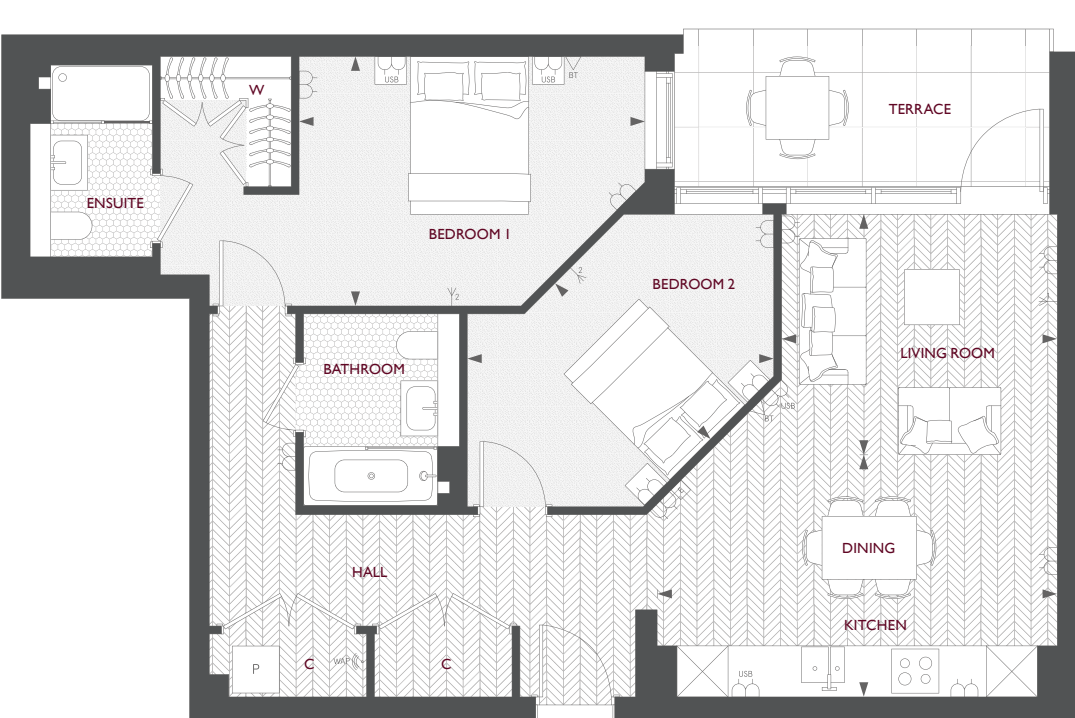 USB
USB
BT
W
TERRACE
ENSUITE
BEDROOM 1
2
BEDROOM 2
2
LIVING ROOM
BATHROOM
USB
BT
2
DINING
HALL
KITCHEN
WAP
C
C
P
USB